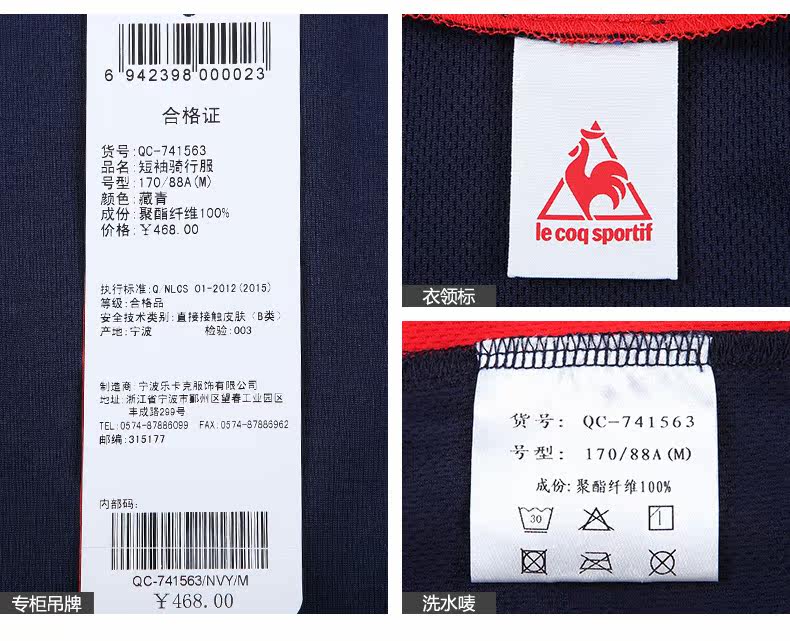 6 942398 000023
合格证
货号:QC-741563
品名:短袖骑行服
号型:170/88A(M)
颜色:藏青
成份:聚酯纤维100%
价格:￥468.00
执行标准:Q/NLCS 01-2012(2015)
等级:合格品
安全技术类别:直接接触皮肤(B类)
产地:宁波 检验:003
制造商:宁波乐卡克服饰有限公司
地址:浙江省宁波市鄞州区望春工业园区
丰成路299号
TEL:0574-87886099 FAX:0574-87886962
邮编:315177
内部码:
QC-741563/NVY/M
￥468.00
专柜吊牌
le coq sportif
衣领标
货号: QC-741563
号型: 170/88A(M)
成份:聚酯纤维100%
30
洗水唛